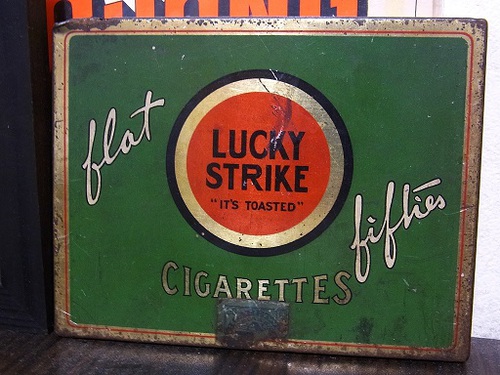 flat
LUCKY
STRIKE
"IT'S TOASTED"
fifties
CIGARETTES